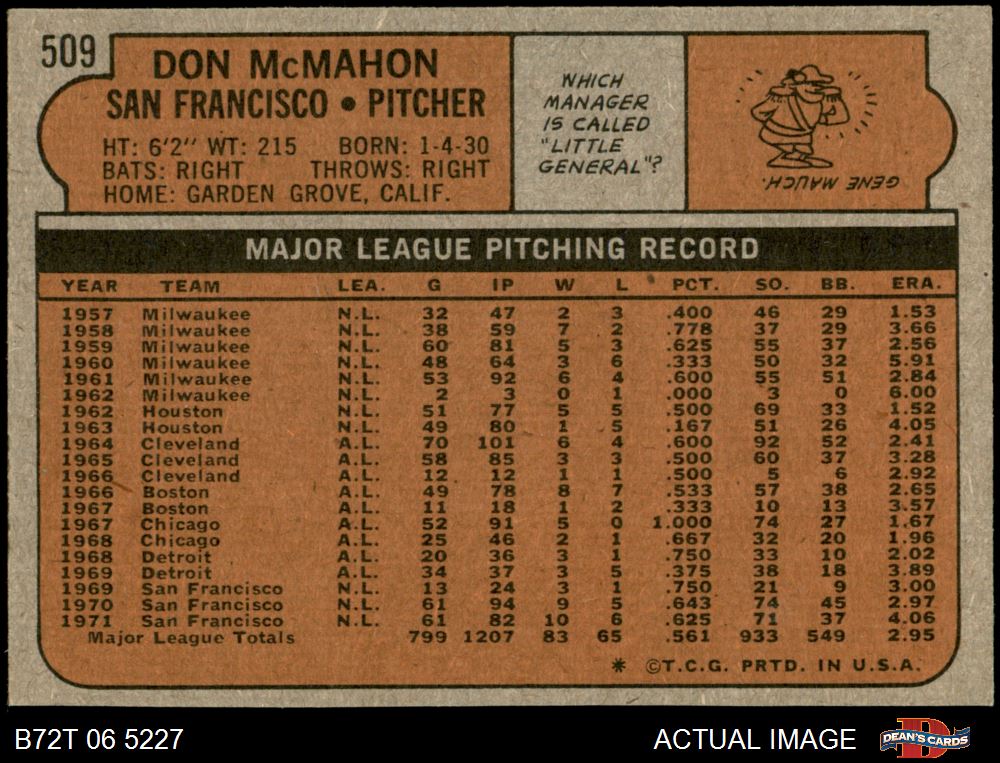 509
DON McMAHON
SAN FRANCISCO • PITCHER
HT: 6'2" WT: 215 BORN: 1-4-30
BATS: RIGHT THROWS: RIGHT
HOME: GARDEN GROVE, CALIF.
WHICH
MANAGER
IS CALLED
"LITTLE
GENERAL"?
GENE MAUCH.
MAJOR LEAGUE PITCHING RECORD
YEAR TEAM LEA. G IP W L PCT. SO. BB. ERA.
1957 Milwaukee N.L. 32 47 2 3 .400 46 29 1.53
1958 Milwaukee N.L. 38 59 7 2 .778 37 29 3.66
1959 Milwaukee N.L. 60 81 5 3 .625 55 37 2.56
1960 Milwaukee N.L. 48 64 3 6 .333 50 32 5.91
1961 Milwaukee N.L. 53 92 6 4 .600 55 51 2.84
1962 Milwaukee N.L. 2 3 0 1 .000 3 0 6.00
1962 Houston N.L. 51 77 5 5 .500 69 33 1.52
1963 Houston N.L. 49 80 1 5 .167 51 26 4.05
1964 Cleveland A.L. 70 101 6 4 .600 92 52 2.41
1965 Cleveland A.L. 58 85 3 3 .500 60 37 3.28
1966 Cleveland A.L. 12 12 1 1 .500 5 6 2.92
1966 Boston A.L. 49 78 8 7 .533 57 38 2.65
1967 Boston A.L. 11 18 1 2 .333 10 13 3.57
1967 Chicago A.L. 52 91 5 0 1.000 74 27 1.67
1968 Chicago A.L. 25 46 2 1 .667 32 20 1.96
1968 Detroit A.L. 20 36 3 1 .750 33 10 2.02
1969 Detroit A.L. 34 37 3 5 .375 38 18 3.89
1969 San Francisco N.L. 13 24 3 1 .750 21 9 3.00
1970 San Francisco N.L. 61 94 9 5 .643 74 45 2.97
1971 San Francisco N.L. 61 82 10 6 .625 71 37 4.06
Major League Totals 799 1207 83 65 .561 933 549 2.95
* ©T.C.G. PRTD. IN U.S.A.
B72T 06 5227
ACTUAL IMAGE
D
DEAN'S CARDS